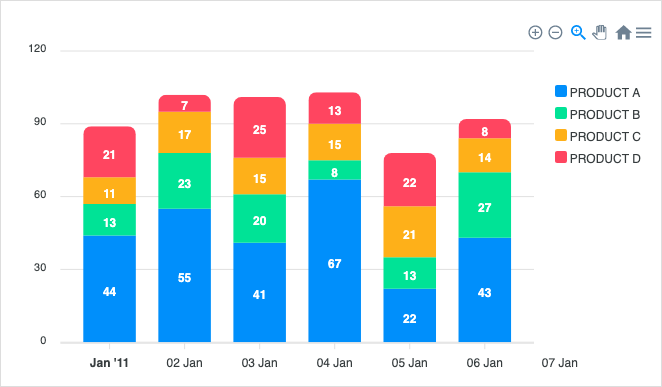 120
90
60
30
0
21
11
13
44
7
17
23
55
25
15
20
41
13
15
8
67
22
21
13
22
8
14
27
43
Jan '11
02 Jan
03 Jan
04 Jan
05 Jan
06 Jan
07 Jan
PRODUCT A
PRODUCT B
PRODUCT C
PRODUCT D